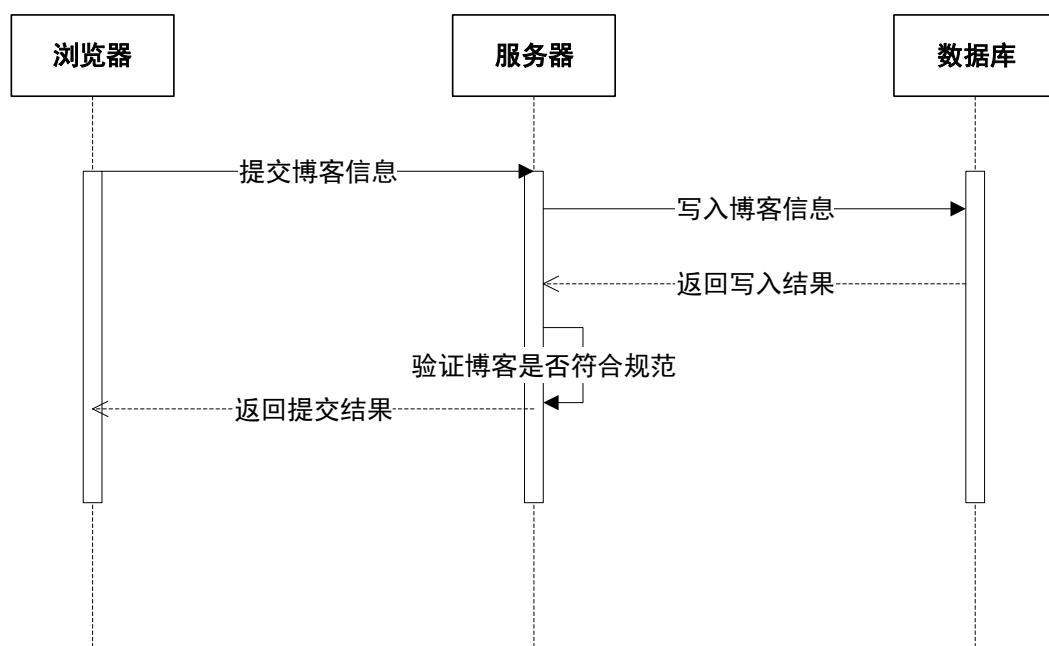 浏览器
服务器
数据库
提交博客信息
写入博客信息
返回写入结果
验证博客是否符合规范
返回提交结果